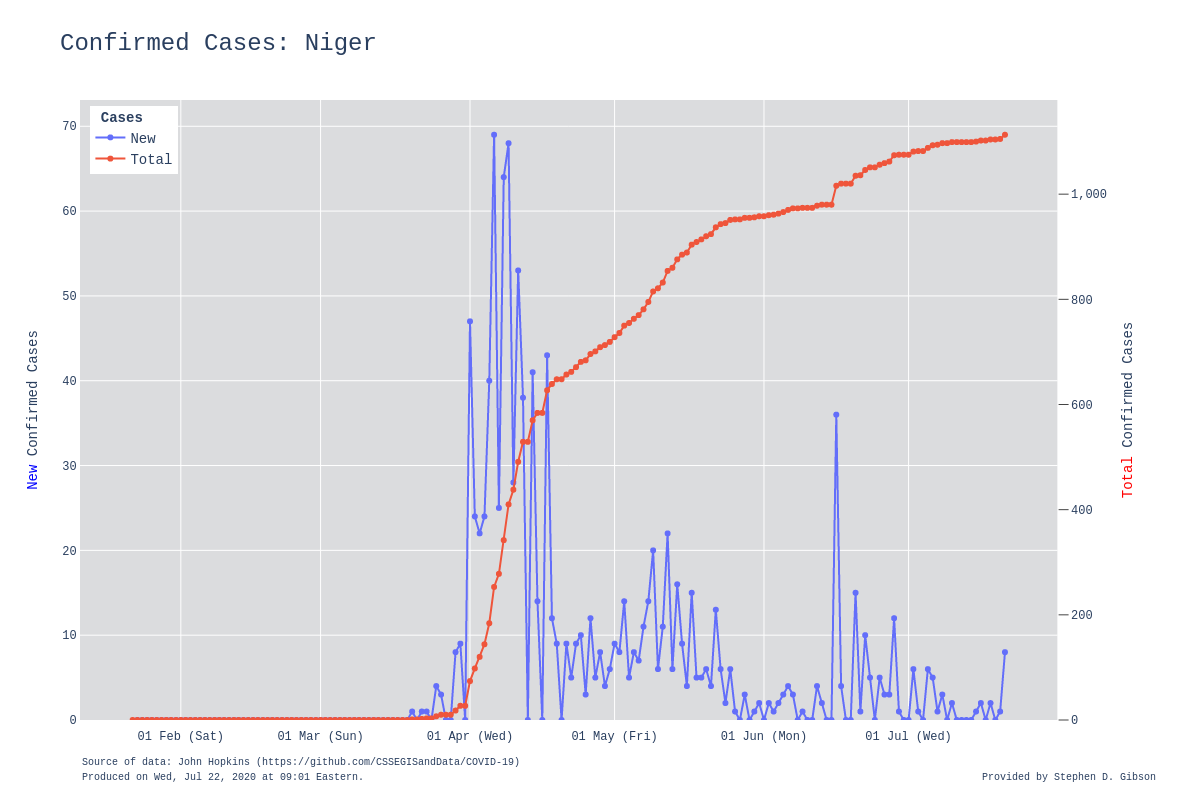 Confirmed Cases: Niger
Cases
New
Total
70
60
50
40
30
20
10
0
1,000
800
600
400
200
0
New Confirmed Cases
Total Confirmed Cases
01 Feb (Sat)
01 Mar (Sun)
01 Apr (Wed)
01 May (Fri)
01 Jun (Mon)
01 Jul (Wed)
Source of data: John Hopkins (https://github.com/CSSEGISandData/COVID-19)
Produced on Wed, Jul 22, 2020 at 09:01 Eastern.
Provided by Stephen D. Gibson